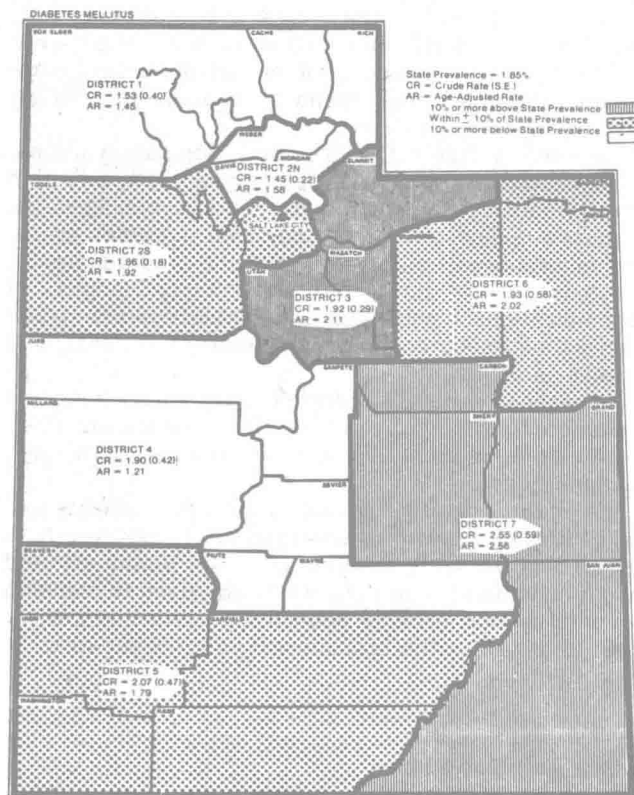 DIABETES MELLITUS
BOX ELDER
CACHE
RICH
State Prevalence = 1.85%
CR = Crude Rate (S.E.)
AR = Age-Adjusted Rate
10% or more above State Prevalence
Within ± 10% of State Prevalence
10% or more below State Prevalence
DISTRICT 1
CR = 1.53 (0.40)
AR = 1.45
WEBER
MORGAN
DAVIS
SUMMIT
DISTRICT 2N
CR = 1.45 (0.22)
AR = 1.58
TOOELE
SALT LAKE CITY
DISTRICT 2S
CR = 1.86 (0.18)
AR = 1.92
WASATCH
UTAH
DISTRICT 3
CR = 1.92 (0.29)
AR = 2.11
DISTRICT 6
CR = 1.93 (0.58)
AR = 2.02
JUAB
SANPETE
CARBON
MILLARD
EMERY
GRAND
DISTRICT 4
CR = 1.90 (0.42)
AR = 1.21
SEVIER
DISTRICT 7
CR = 2.55 (0.59)
AR = 2.56
BEAVER
PIUTE
WAYNE
SAN JUAN
IRON
GARFIELD
DISTRICT 5
CR = 2.07 (0.47)
AR = 1.79
WASHINGTON
KANE